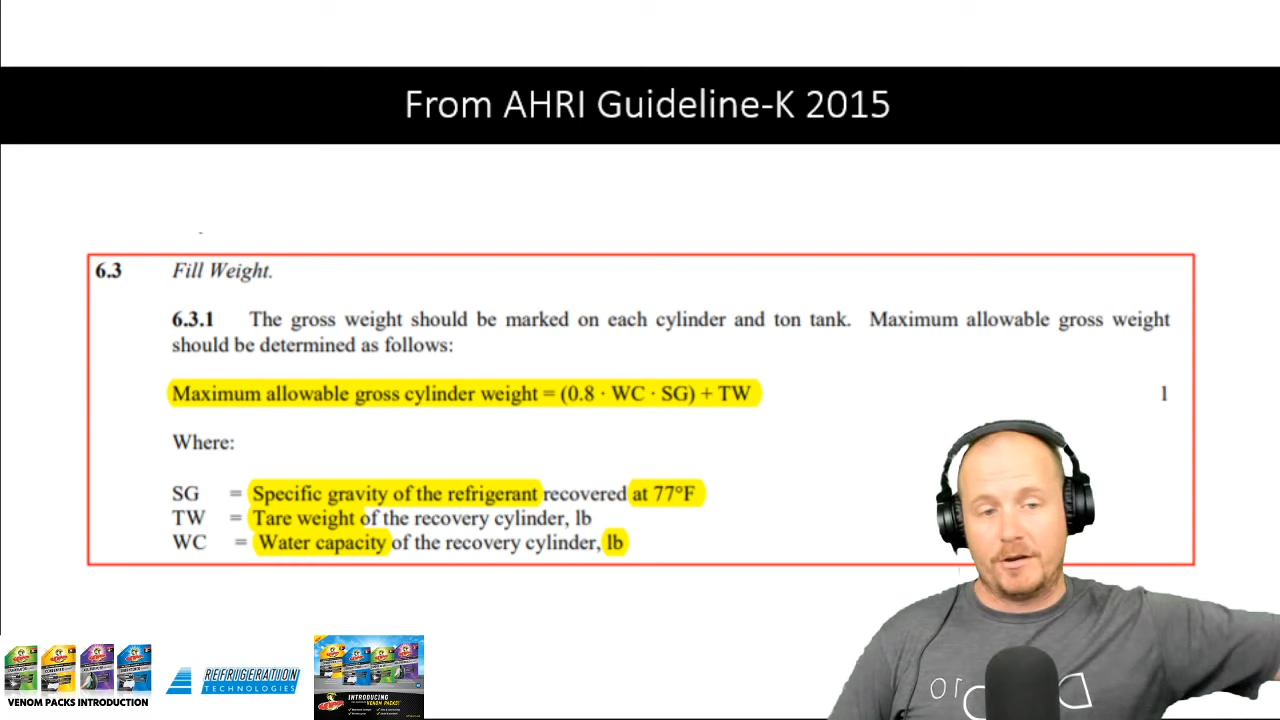 From AHRI Guideline-K 2015
6.3 Fill Weight.
6.3.1 The gross weight should be marked on each cylinder and ton tank. Maximum allowable gross weight
should be determined as follows:
Maximum allowable gross cylinder weight = (0.8 · WC · SG) + TW 1
Where:
SG = Specific gravity of the refrigerant recovered at 77°F
TW = Tare weight of the recovery cylinder, lb
WC = Water capacity of the recovery cylinder, lb
VENOM PACKS INTRODUCTION
REFRIGERATION
TECHNOLOGIES
INTRODUCING
VENOM PACKS!